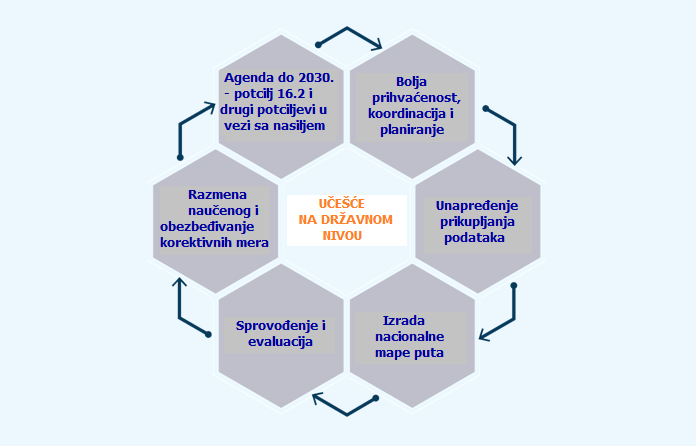 Agenda do 2030.
- potcilj 16.2 i
drugi potciljevi u
vezi sa nasiljem
Bolja
prihvaćenost,
koordinacija i
planiranje
Unapređenje
prikupljanja
podataka
Izrada
nacionalne
mape puta
Sprovođenje i
evaluacija
Razmena
naučenog i
obezbeđivanje
korektivnih mera
UČEŠĆE
NA DRŽAVNOM
NIVOU